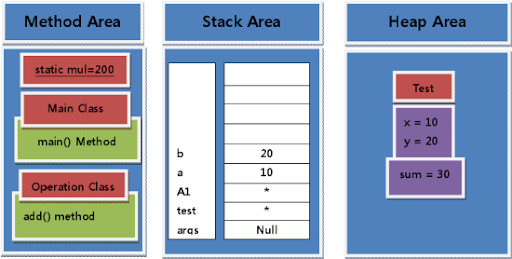 Method Area
static mul=200
Main Class
main() Method
Operation Class
add() method
Stack Area
b 20
a 10
A1 *
test *
args Null
Heap Area
Test
x = 10
y = 20
sum = 30